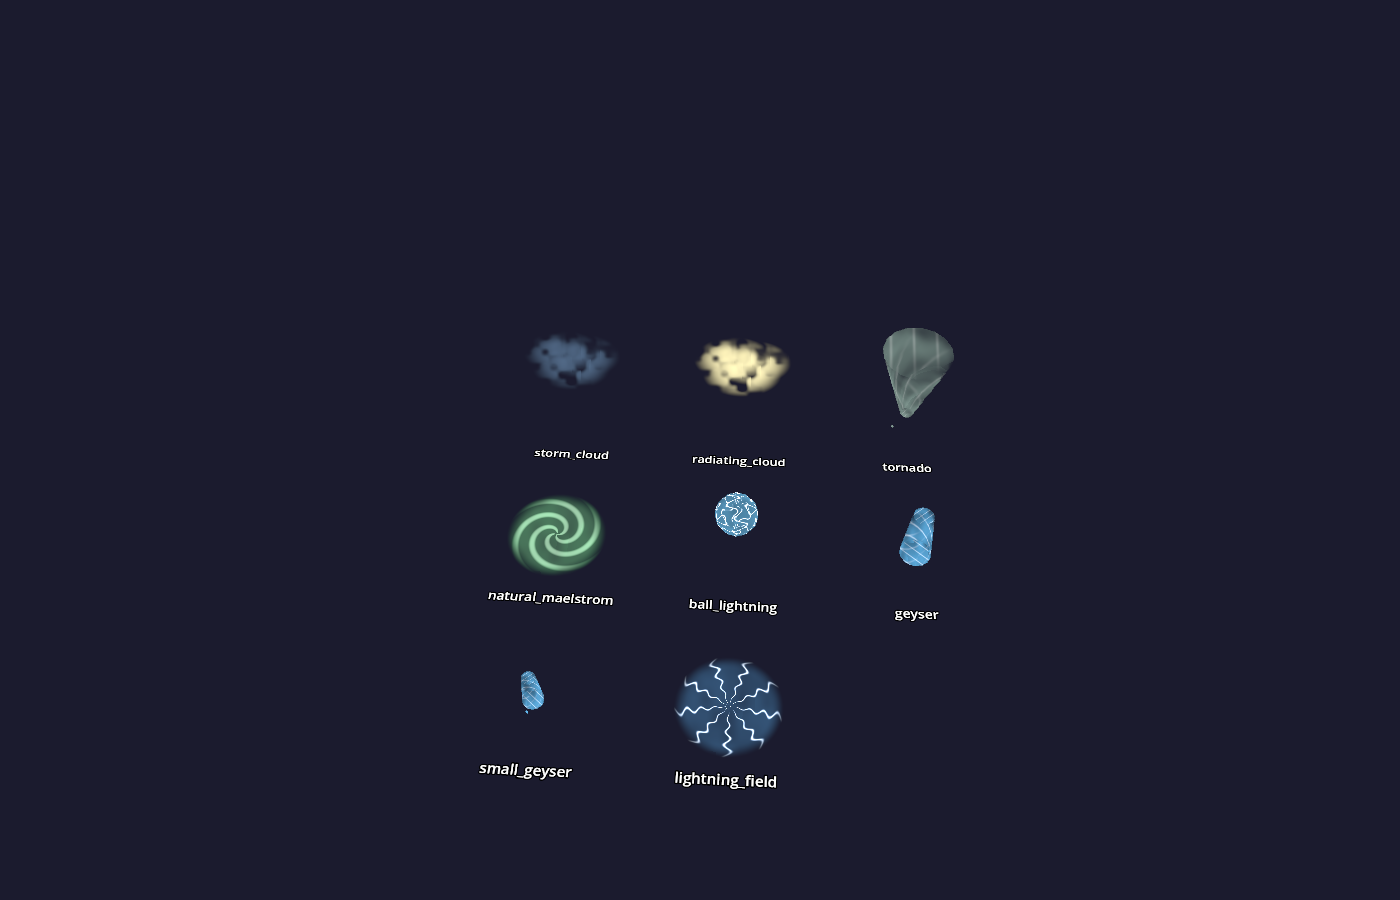 storm_cloud
radiating_cloud
tornado
natural_maelstrom
ball_lightning
geyser
small_geyser
lightning_field